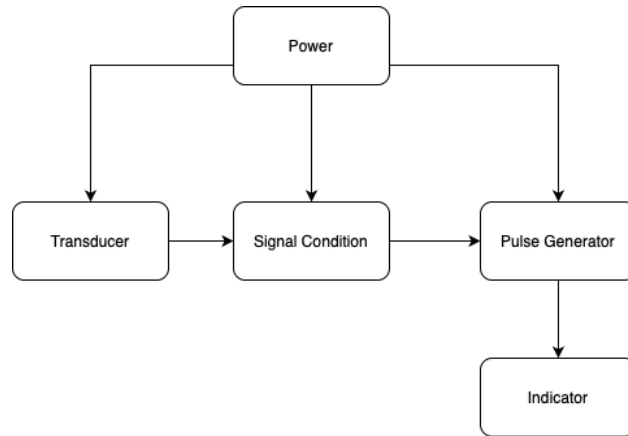 Power
Transducer
Signal Condition
Pulse Generator
Indicator